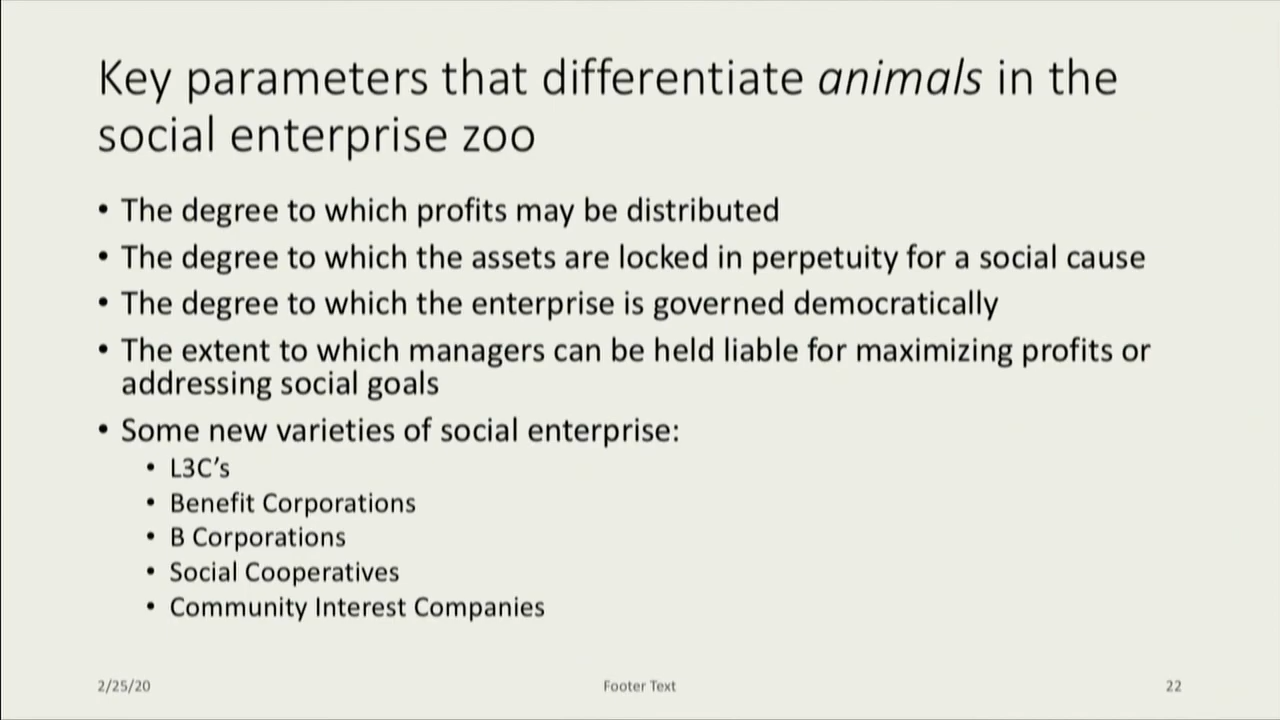 Key parameters that differentiate animals in the
social enterprise zoo
• The degree to which profits may be distributed
• The degree to which the assets are locked in perpetuity for a social cause
• The degree to which the enterprise is governed democratically
• The extent to which managers can be held liable for maximizing profits or
addressing social goals
• Some new varieties of social enterprise:
• L3C’s
• Benefit Corporations
• B Corporations
• Social Cooperatives
• Community Interest Companies
2/25/20 Footer Text 22